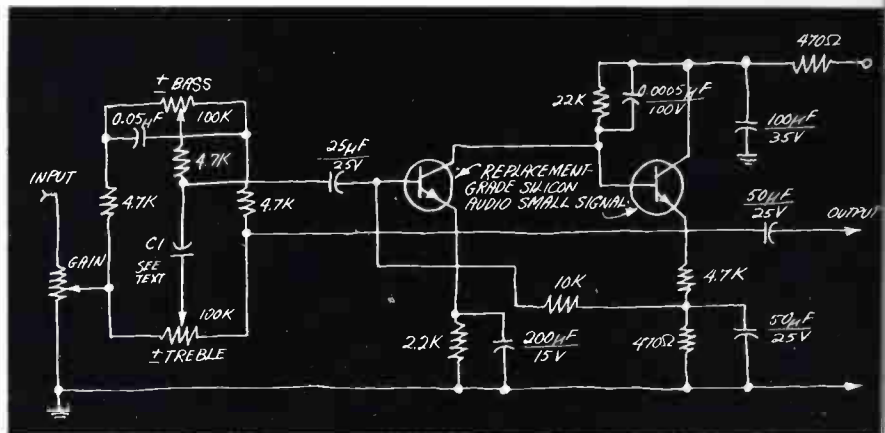 470Ω
± BASS
0.05μF
100K
22K
0.0005μF
100V
100μF
35V
4.7K
25μF
25V
REPLACEMENT-
GRADE SILICON
AUDIO SMALL SIGNAL
INPUT
4.7K
4.7K
50μF
25V
OUTPUT
GAIN
C1
SEE
TEXT
10K
4.7K
100K
± TREBLE
2.2K
200μF
15V
470Ω
50μF
25V